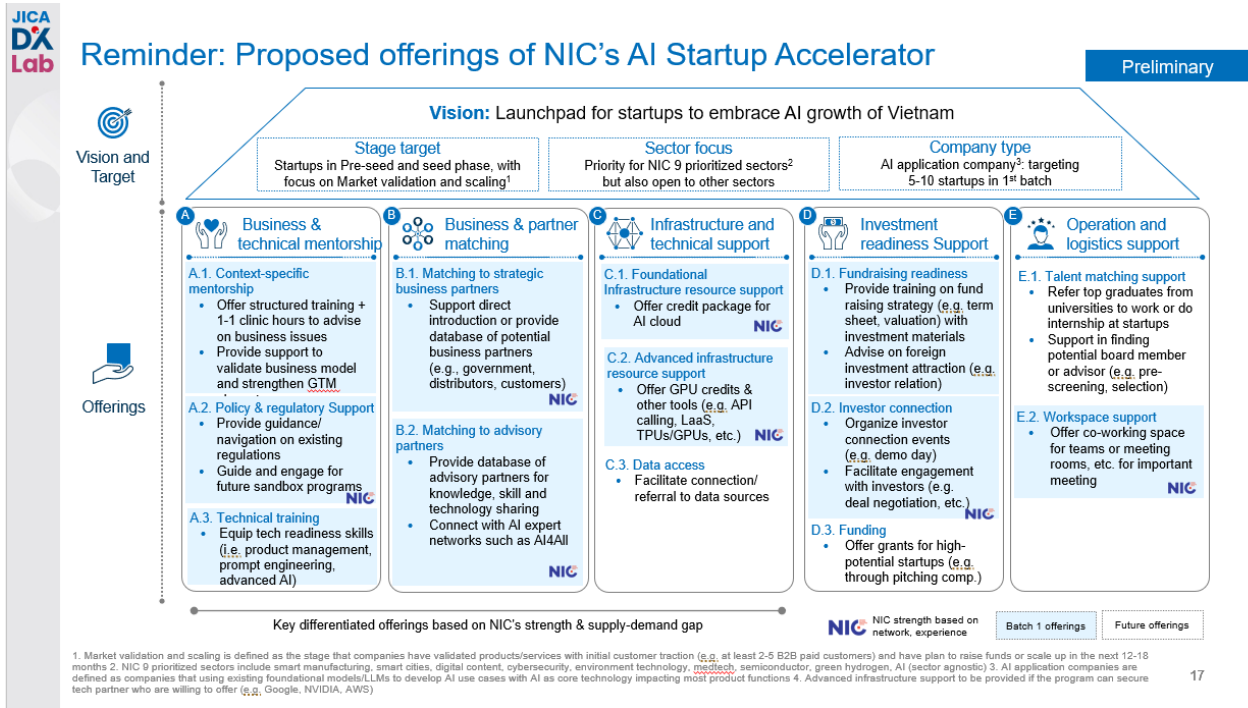 JICA
DX
Lab
Reminder: Proposed offerings of NIC's AI Startup Accelerator
Preliminary
Vision and
Target
Vision: Launchpad for startups to embrace AI growth of Vietnam
Stage target
Startups in Pre-seed and seed phase, with
focus on Market validation and scaling1
Sector focus
Priority for NIC 9 prioritized sectors2
but also open to other sectors
Company type
AI application company3: targeting
5-10 startups in 1st batch
Offerings
A
Business &
technical mentorship
A.1. Context-specific
mentorship
• Offer structured training +
1-1 clinic hours to advise
on business issues
• Provide support to
validate business model
and strengthen GTM
A.2. Policy & regulatory Support
• Provide guidance/
navigation on existing
regulations
• Guide and engage for
future sandbox programs
NIC
A.3. Technical training
• Equip tech readiness skills
(i.e. product management,
prompt engineering,
advanced AI)
B
Business & partner
matching
B.1. Matching to strategic
business partners
• Support direct
introduction or provide
database of potential
business partners
(e.g., government,
distributors, customers)
NIC
B.2. Matching to advisory
partners
• Provide database of
advisory partners for
knowledge, skill and
technology sharing
• Connect with AI expert
networks such as AI4All
NIC
C
Infrastructure and
technical support
C.1. Foundational
Infrastructure resource support
• Offer credit package for
AI cloud
NIC
C.2. Advanced infrastructure
resource support
• Offer GPU credits &
other tools (e.g. API
calling, LaaS,
TPUs/GPUs, etc.)
NIC
C.3. Data access
• Facilitate connection/
referral to data sources
D
Investment
readiness Support
D.1. Fundraising readiness
• Provide training on fund
raising strategy (e.g. term
sheet, valuation) with
investment materials
• Advise on foreign
investment attraction (e.g.
investor relation)
D.2. Investor connection
• Organize investor
connection events
(e.g. demo day)
• Facilitate engagement
with investors (e.g.
deal negotiation, etc.)
NIC
D.3. Funding
• Offer grants for high-
potential startups (e.g.
through pitching comp.)
E
Operation and
logistics support
E.1. Talent matching support
• Refer top graduates from
universities to work or do
internship at startups
• Support in finding
potential board member
or advisor (e.g. pre-
screening, selection)
E.2. Workspace support
• Offer co-working space
for teams or meeting
rooms, etc. for important
meeting
NIC
Key differentiated offerings based on NIC's strength & supply-demand gap
NIC
NIC strength based on
network, experience
Batch 1 offerings
Future offerings
1. Market validation and scaling is defined as the stage that companies have validated products/services with initial customer traction (e.g. at least 2-5 B2B paid customers) and have plan to raise funds or scale up in the next 12-18
months 2. NIC 9 prioritized sectors include smart manufacturing, smart cities, digital content, cybersecurity, environment technology, medtech, semiconductor, green hydrogen, AI (sector agnostic) 3. AI application companies are
defined as companies that using existing foundational models/LLMs to develop AI use cases with AI as core technology impacting most product functions 4. Advanced infrastructure support to be provided if the program can secure
tech partner who are willing to offer (e.g. Google, NVIDIA, AWS)
17